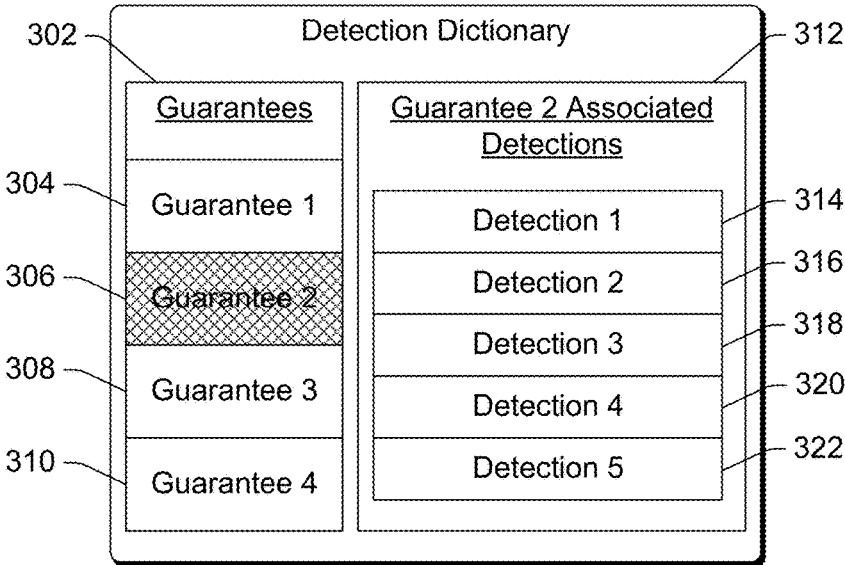 Detection Dictionary
302
312
Guarantees
Guarantee 2 Associated
Detections
304
Guarantee 1
306
Guarantee 2
308
Guarantee 3
310
Guarantee 4
Detection 1
314
Detection 2
316
Detection 3
318
Detection 4
320
Detection 5
322